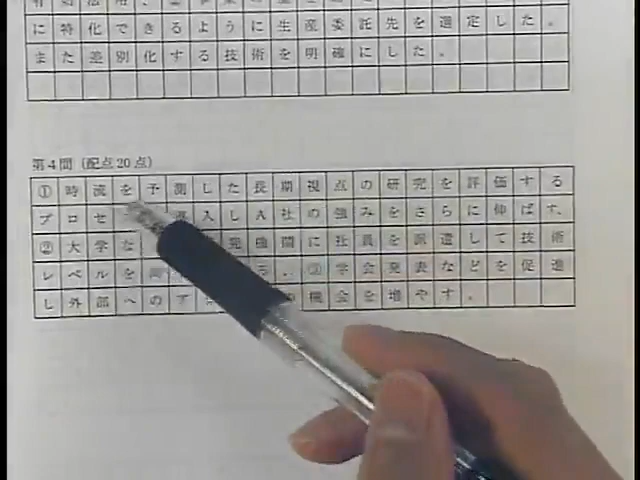 に特化できるように生産委託先を選定した。
また差別化する技術を明確にした。
第4問(配点20点)
①時流を予測した長期視点の研究を評価する
プロセ 導入しA社の強みをさらに伸ばす、
②大学な 究機関に社員を派遣して技術
レベルを る。③学会発表などを促進
し外部への 機会を増やす。